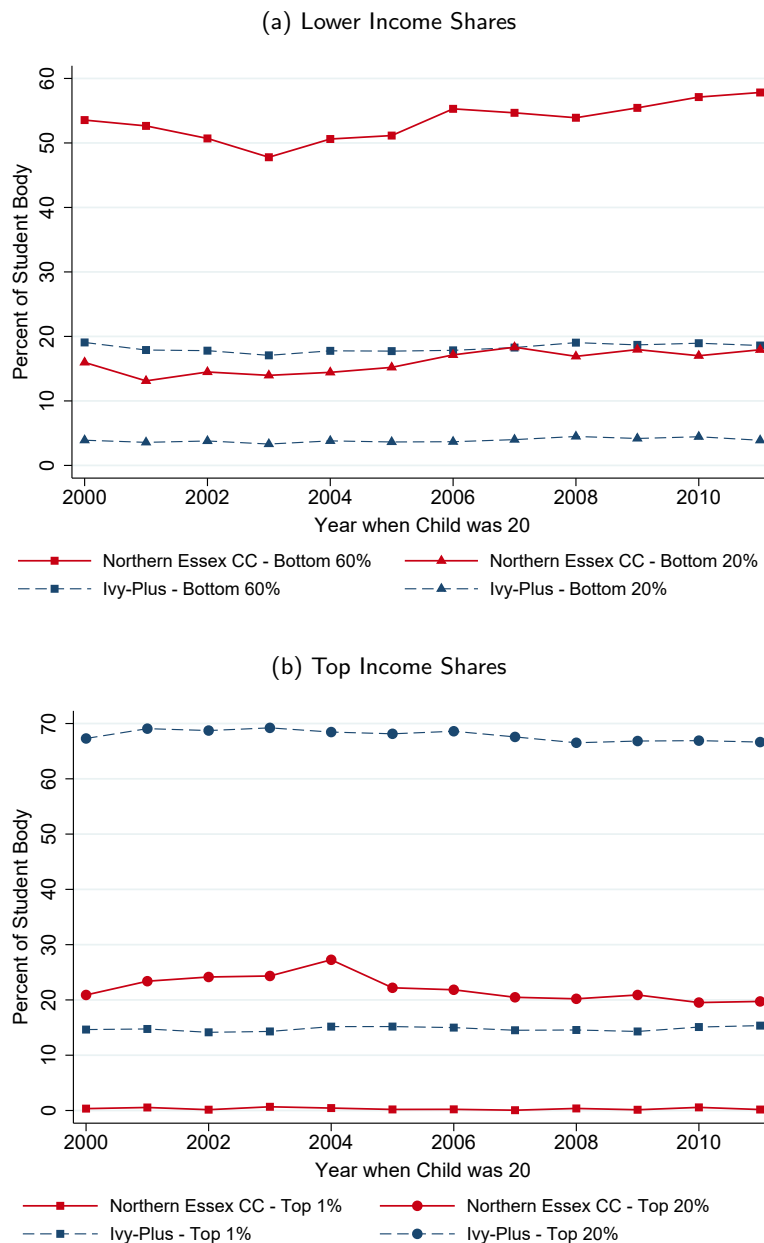 (a) Lower Income Shares
60
50
40
30
20
10
0
Percent of Student Body
2000 2002 2004 2006 2008 2010
Year when Child was 20
Northern Essex CC - Bottom 60% Northern Essex CC - Bottom 20%
Ivy-Plus - Bottom 60% Ivy-Plus - Bottom 20%
(b) Top Income Shares
70
60
50
40
30
20
10
0
Percent of Student Body
2000 2002 2004 2006 2008 2010
Year when Child was 20
Northern Essex CC - Top 1% Northern Essex CC - Top 20%
Ivy-Plus - Top 1% Ivy-Plus - Top 20%